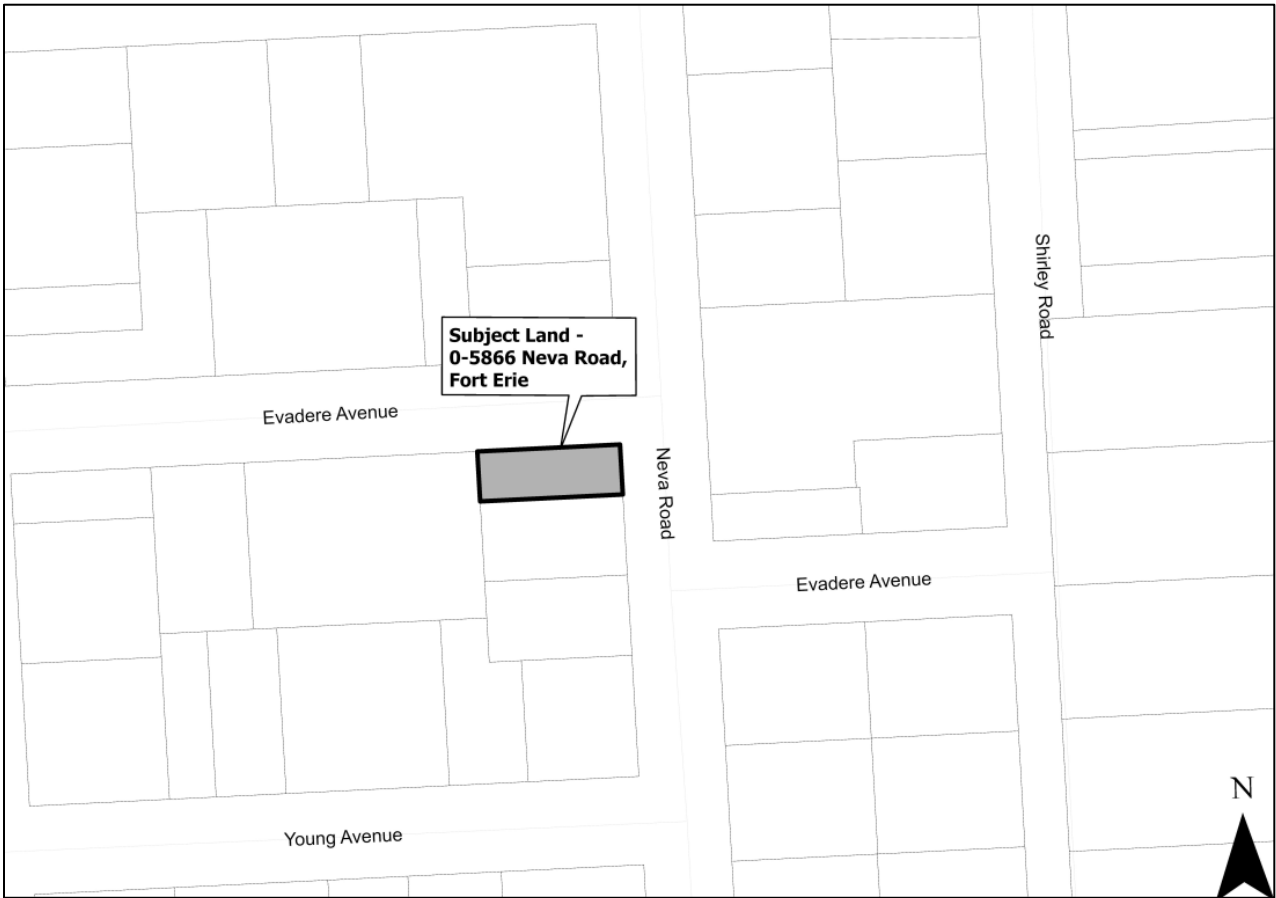 Shirley Road
Subject Land -
0-5866 Neva Road,
Fort Erie
Evadere Avenue
Neva Road
Evadere Avenue
N
Young Avenue